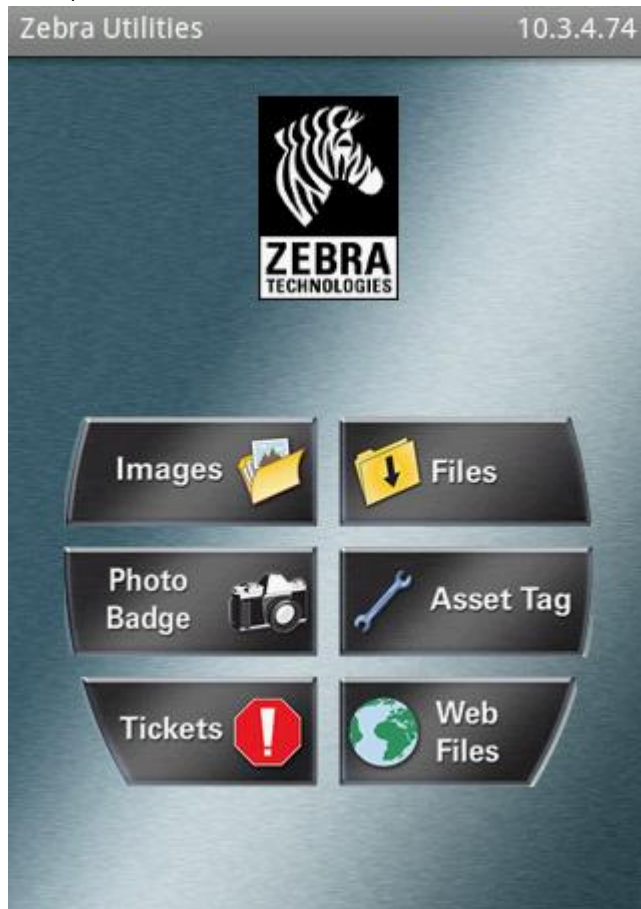 Zebra Utilities 10.3.4.74
ZEBRA
TECHNOLOGIES
Images
Files
Photo
Badge
Asset Tag
Tickets
Web
Files